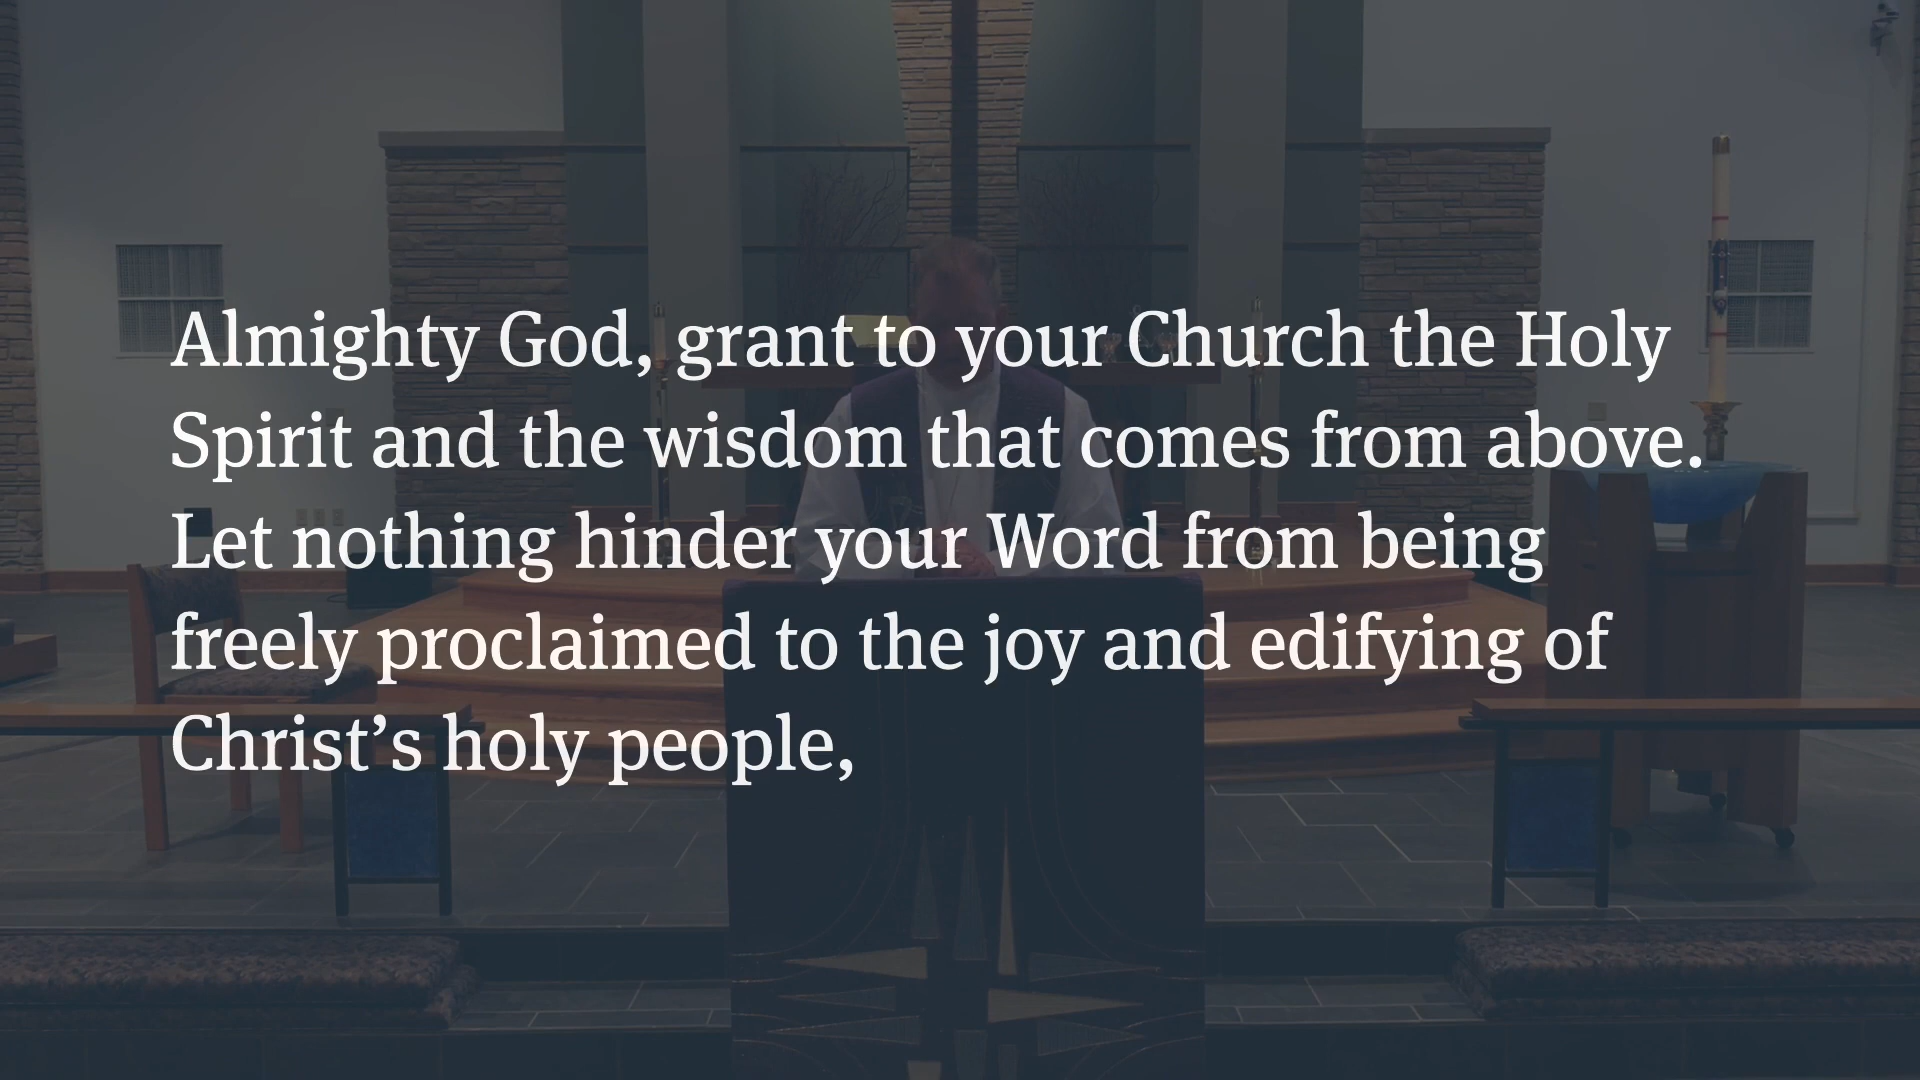 Almighty God, grant to your Church the Holy
Spirit and the wisdom that comes from above.
Let nothing hinder your Word from being
freely proclaimed to the joy and edifying of
Christ’s holy people,